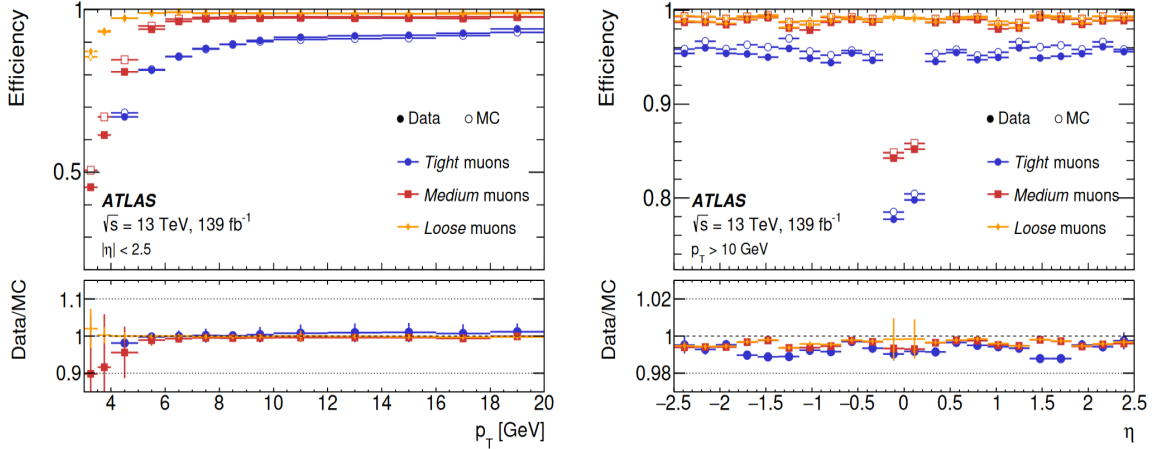 Efficiency
1
0.5
Data MC
Tight muons
Medium muons
Loose muons
ATLAS
√s = 13 TeV, 139 fb⁻¹
|η| < 2.5
Data/MC
1.1
1
0.9
4 6 8 10 12 14 16 18 20
p_T [GeV]
Efficiency
1
0.9
0.8
Data MC
Tight muons
Medium muons
Loose muons
ATLAS
√s = 13 TeV, 139 fb⁻¹
p_T > 10 GeV
Data/MC
1.02
1
0.98
−2.5 −2 −1.5 −1 −0.5 0 0.5 1 1.5 2 2.5
η